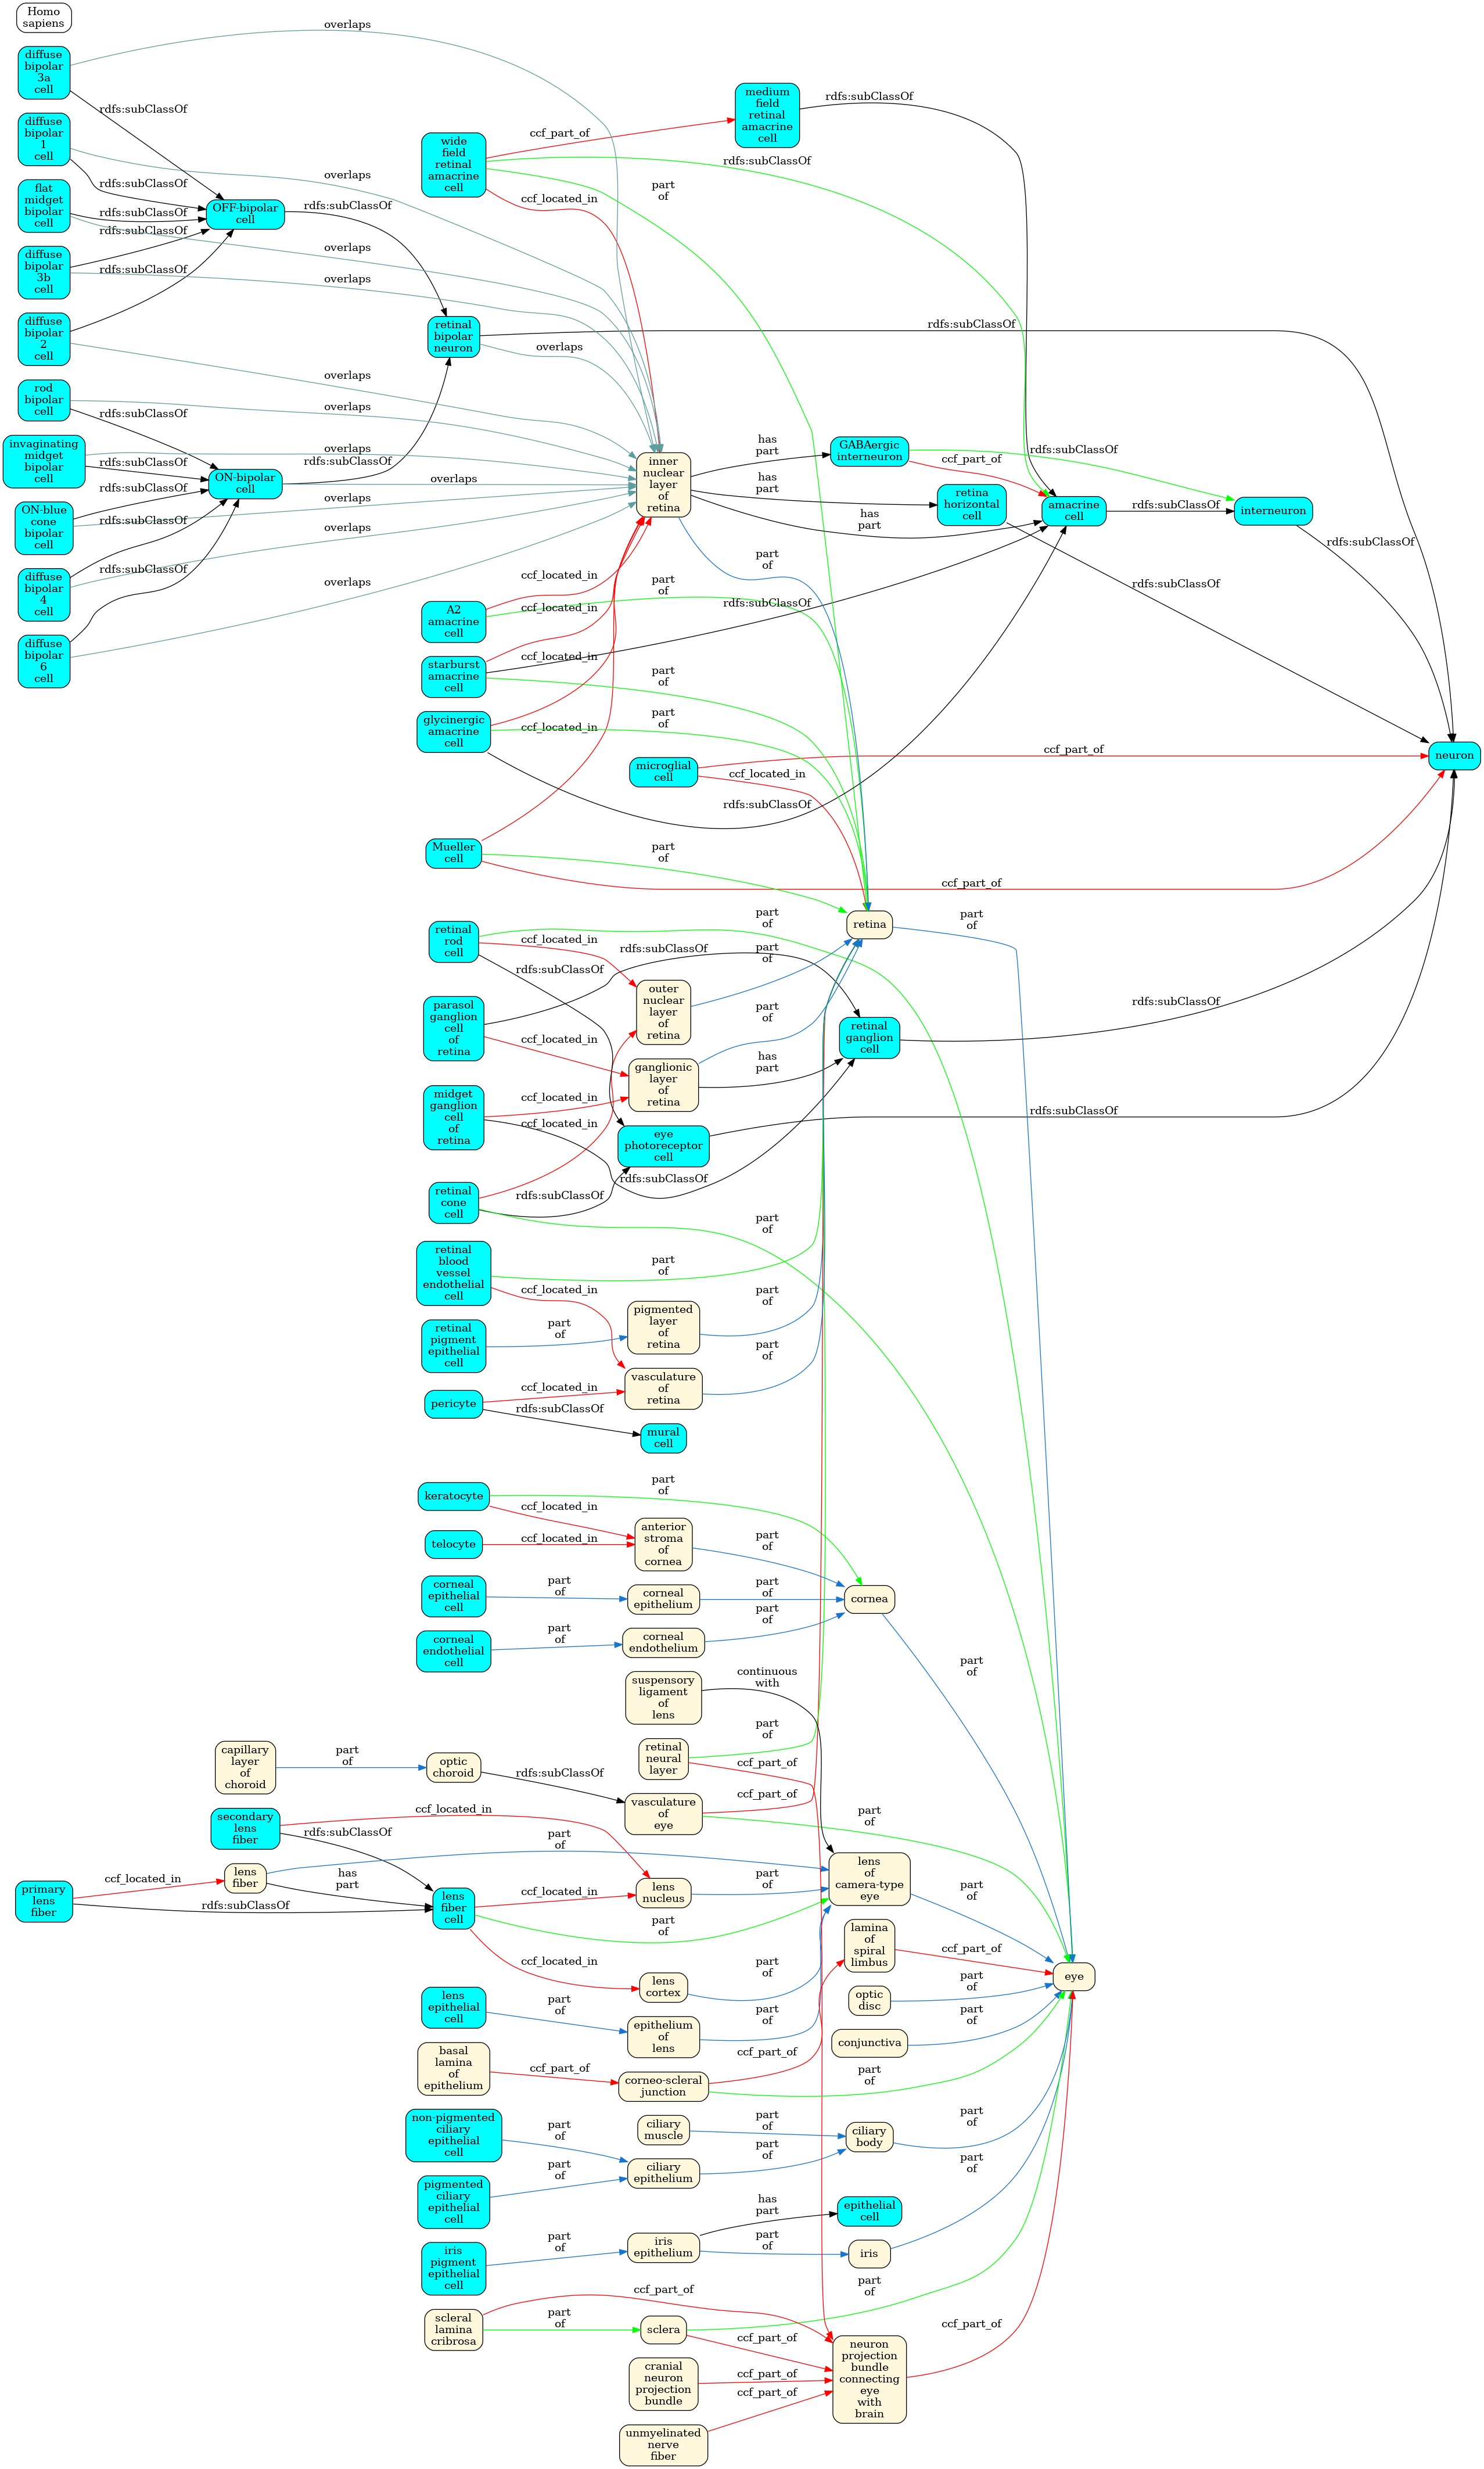 Homo
sapiens
diffuse
bipolar
3a
cell
diffuse
bipolar
1
cell
flat
midget
bipolar
cell
diffuse
bipolar
3b
cell
diffuse
bipolar
2
cell
rod
bipolar
cell
invaginating
midget
bipolar
cell
ON-blue
cone
bipolar
cell
diffuse
bipolar
4
cell
diffuse
bipolar
6
cell
overlaps
rdfs:subClassOf
overlaps
rdfs:subClassOf
rdfs:subClassOf
overlaps
rdfs:subClassOf
overlaps
rdfs:subClassOf
overlaps
overlaps
rdfs:subClassOf
overlaps
rdfs:subClassOf
rdfs:subClassOf
overlaps
rdfs:subClassOf
overlaps
rdfs:subClassOf
overlaps
OFF-bipolar
cell
rdfs:subClassOf
ON-bipolar
cell
rdfs:subClassOf
overlaps
retinal
bipolar
neuron
rdfs:subClassOf
overlaps
wide
field
retinal
amacrine
cell
ccf_part_of
rdfs:subClassOf
part
of
ccf_located_in
medium
field
retinal
amacrine
cell
rdfs:subClassOf
inner
nuclear
layer
of
retina
has
part
has
part
has
part
part
of
GABAergic
interneuron
rdfs:subClassOf
ccf_part_of
retina
horizontal
cell
rdfs:subClassOf
amacrine
cell
rdfs:subClassOf
interneuron
rdfs:subClassOf
neuron
A2
amacrine
cell
ccf_located_in
part
of
starburst
amacrine
cell
ccf_located_in
rdfs:subClassOf
part
of
glycinergic
amacrine
cell
ccf_located_in
part
of
rdfs:subClassOf
microglial
cell
ccf_part_of
ccf_located_in
Mueller
cell
ccf_located_in
part
of
ccf_part_of
retina
part
of
retinal
rod
cell
part
of
ccf_located_in
rdfs:subClassOf
parasol
ganglion
cell
of
retina
rdfs:subClassOf
ccf_located_in
outer
nuclear
layer
of
retina
part
of
ganglionic
layer
of
retina
part
of
has
part
retinal
ganglion
cell
rdfs:subClassOf
midget
ganglion
cell
of
retina
ccf_located_in
rdfs:subClassOf
eye
photoreceptor
cell
rdfs:subClassOf
retinal
cone
cell
ccf_located_in
rdfs:subClassOf
part
of
retinal
blood
vessel
endothelial
cell
part
of
ccf_located_in
retinal
pigment
epithelial
cell
part
of
pigmented
layer
of
retina
part
of
vasculature
of
retina
part
of
pericyte
ccf_located_in
rdfs:subClassOf
mural
cell
keratocyte
part
of
ccf_located_in
telocyte
ccf_located_in
anterior
stroma
of
cornea
part
of
corneal
epithelial
cell
part
of
corneal
epithelium
part
of
cornea
part
of
corneal
endothelial
cell
part
of
corneal
endothelium
part
of
suspensory
ligament
of
lens
continuous
with
retinal
neural
layer
part
of
ccf_part_of
capillary
layer
of
choroid
part
of
optic
choroid
rdfs:subClassOf
vasculature
of
eye
ccf_part_of
part
of
secondary
lens
fiber
ccf_located_in
rdfs:subClassOf
primary
lens
fiber
ccf_located_in
rdfs:subClassOf
lens
fiber
part
of
has
part
lens
fiber
cell
ccf_located_in
part
of
ccf_located_in
lens
nucleus
part
of
lens
of
camera-type
eye
part
of
lens
cortex
part
of
lamina
of
spiral
limbus
ccf_part_of
optic
disc
part
of
eye
lens
epithelial
cell
part
of
epithelium
of
lens
part
of
conjunctiva
part
of
basal
lamina
of
epithelium
ccf_part_of
corneo-scleral
junction
ccf_part_of
part
of
non-pigmented
ciliary
epithelial
cell
part
of
ciliary
muscle
part
of
ciliary
body
part
of
pigmented
ciliary
epithelial
cell
part
of
ciliary
epithelium
part
of
iris
pigment
epithelial
cell
part
of
iris
epithelium
has
part
part
of
epithelial
cell
iris
part
of
scleral
lamina
cribrosa
ccf_part_of
part
of
sclera
part
of
ccf_part_of
cranial
neuron
projection
bundle
ccf_part_of
unmyelinated
nerve
fiber
ccf_part_of
neuron
projection
bundle
connecting
eye
with
brain
ccf_part_of